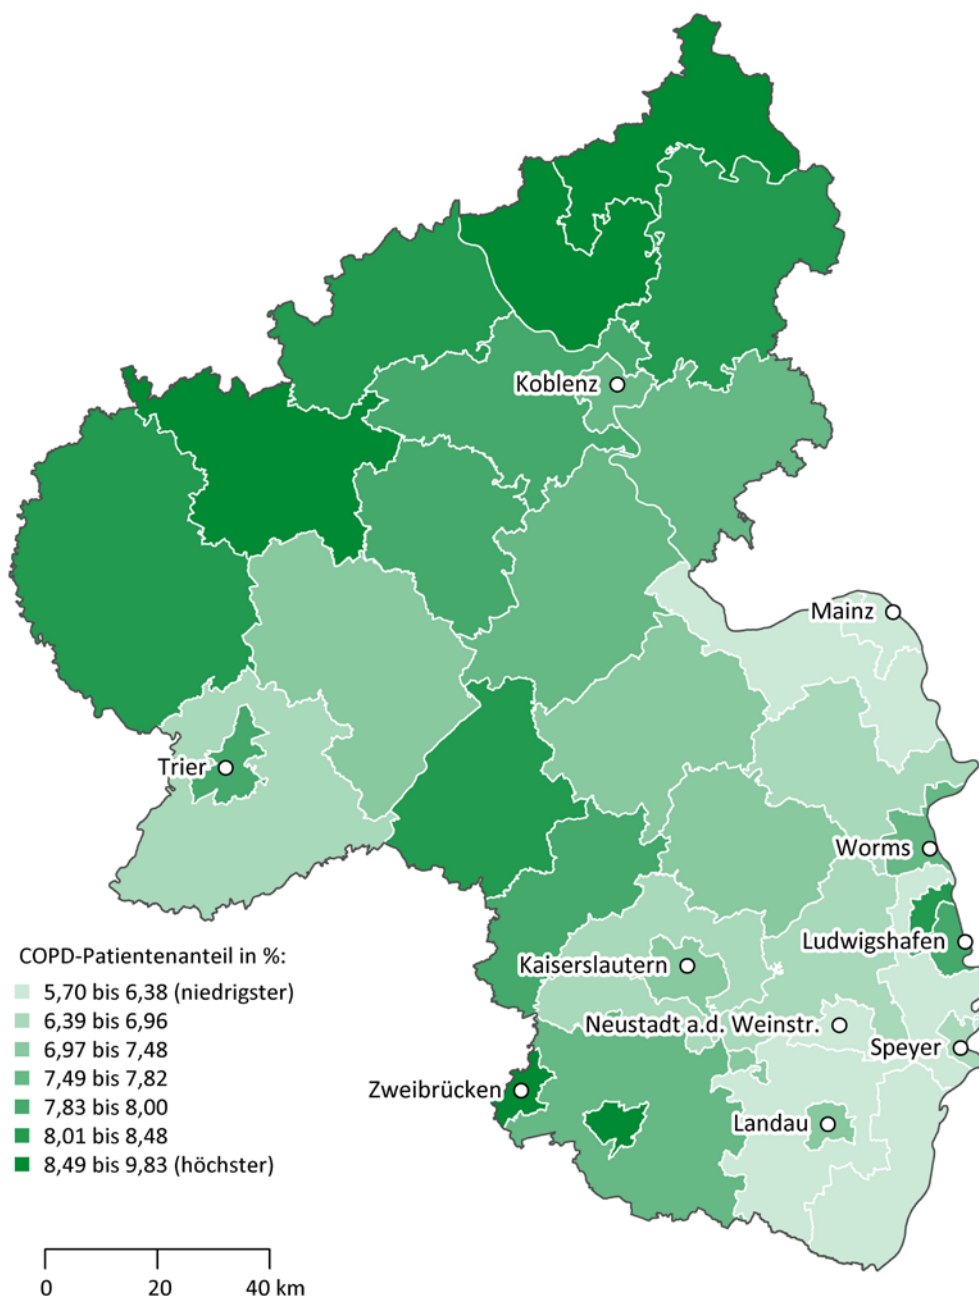 Koblenz
Mainz
Trier
Worms
Ludwigshafen
Kaiserslautern
Neustadt a.d. Weinstr.
Speyer
Zweibrücken
Landau
COPD-Patientenanteil in %:
5,70 bis 6,38 (niedrigster)
6,39 bis 6,96
6,97 bis 7,48
7,49 bis 7,82
7,83 bis 8,00
8,01 bis 8,48
8,49 bis 9,83 (höchster)
0 20 40 km